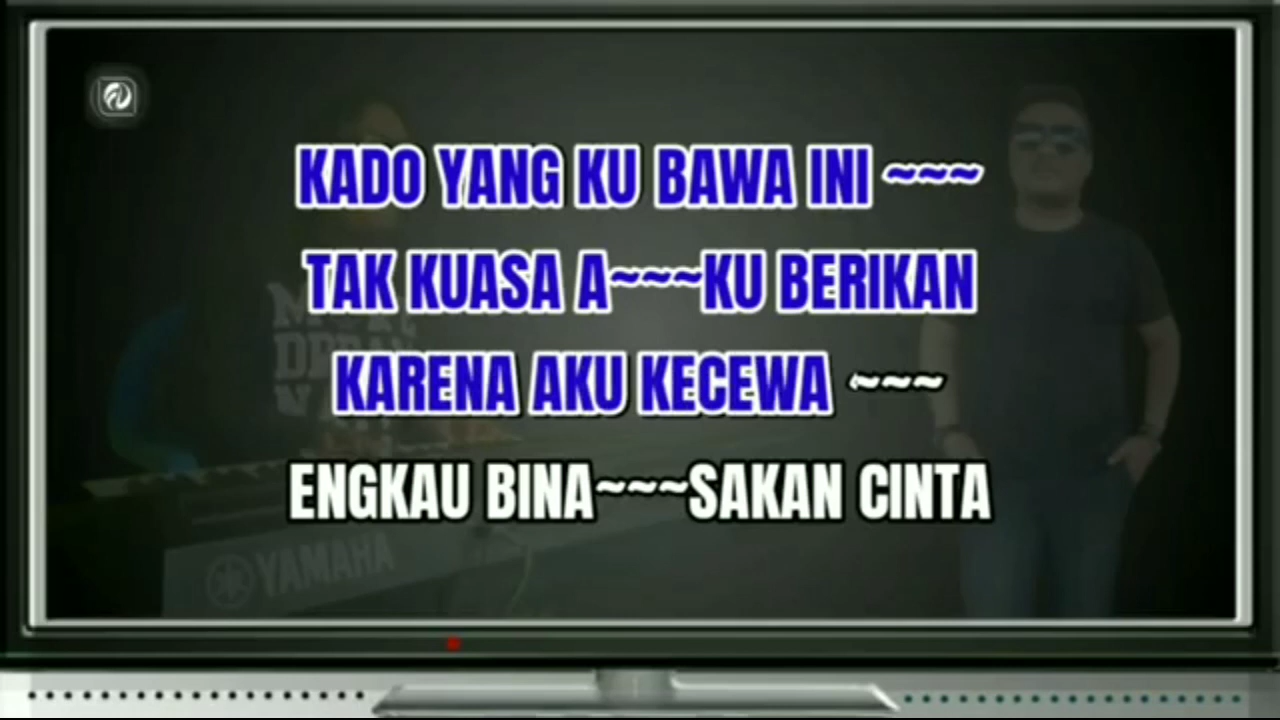 KADO YANG KU BAWA INI ~~~
TAK KUASA A~~~KU BERIKAN
KARENA AKU KECEWA ~~~
ENGKAU BINA~~~SAKAN CINTA
YAMAHA